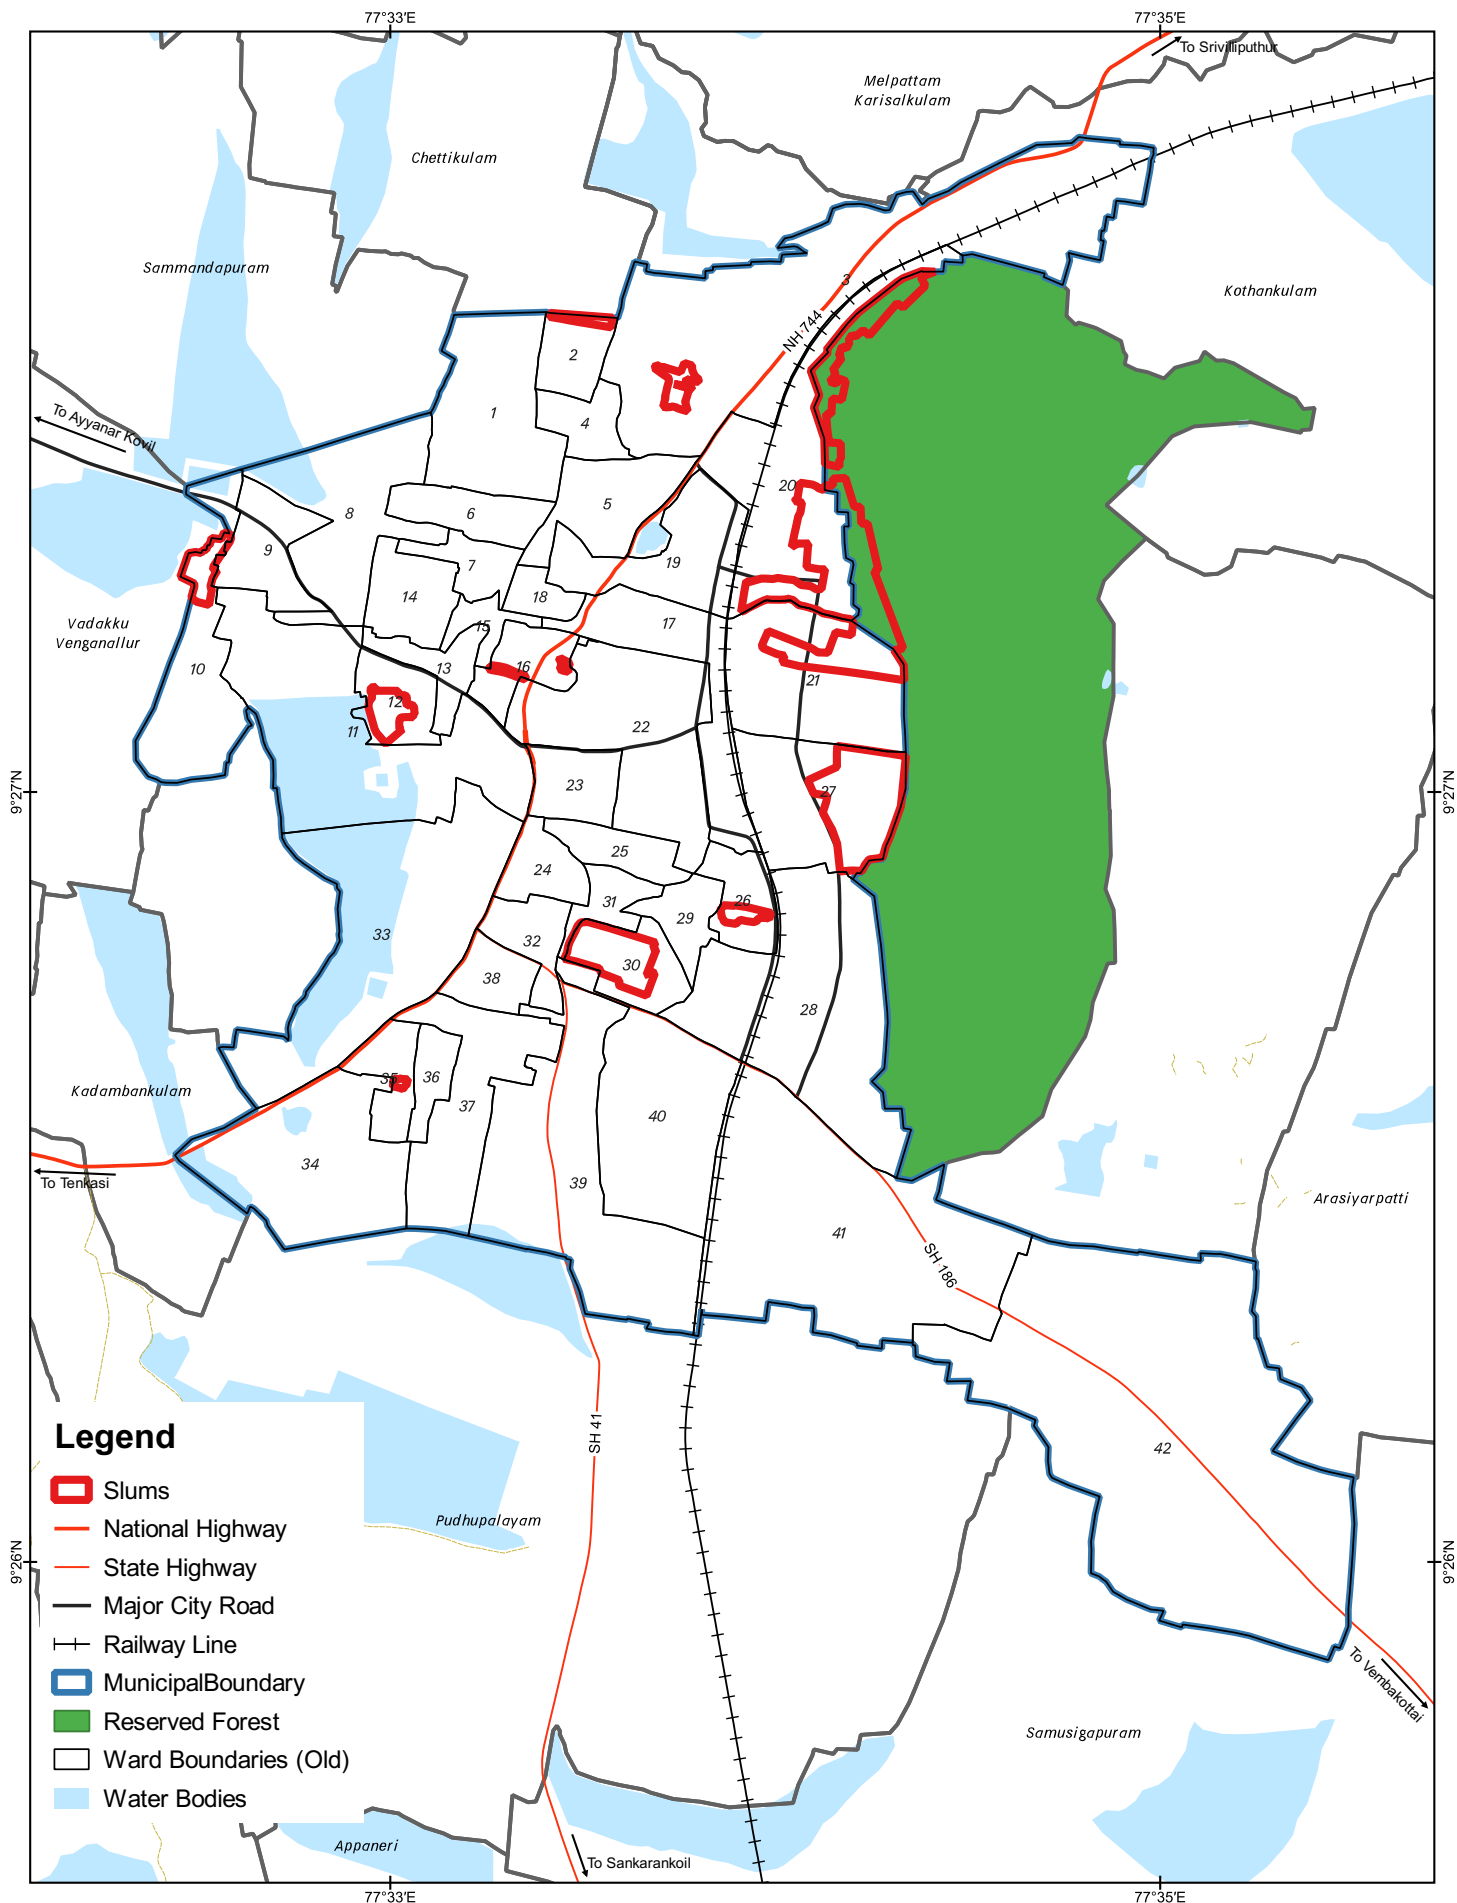 77°33'E
77°35'E
To Srivilliputhur
Melpattam
Karisalkulam
Chettikulam
Sammandapuram
Kothankulam
3
NH 744
2
1
4
To Ayyanar Kovil
20
5
6
8
9
19
7
14
18
17
15
Vadakku
Venganallur
10
13
16
21
12
11
22
9°27'N
9°27'N
23
27
25
24
26
31
29
33
32
30
38
28
35
36
Kadambankulam
37
40
34
39
To Tenkasi
Arasiyarpatti
41
SH 186
SH 41
42
Legend
Slums
National Highway
State Highway
Major City Road
Railway Line
MunicipalBoundary
Reserved Forest
Ward Boundaries (Old)
Water Bodies
Pudhupalayam
9°26'N
9°26'N
To Vembakottai
Samusigapuram
Appaneri
To Sankarankoil
77°33'E
77°35'E